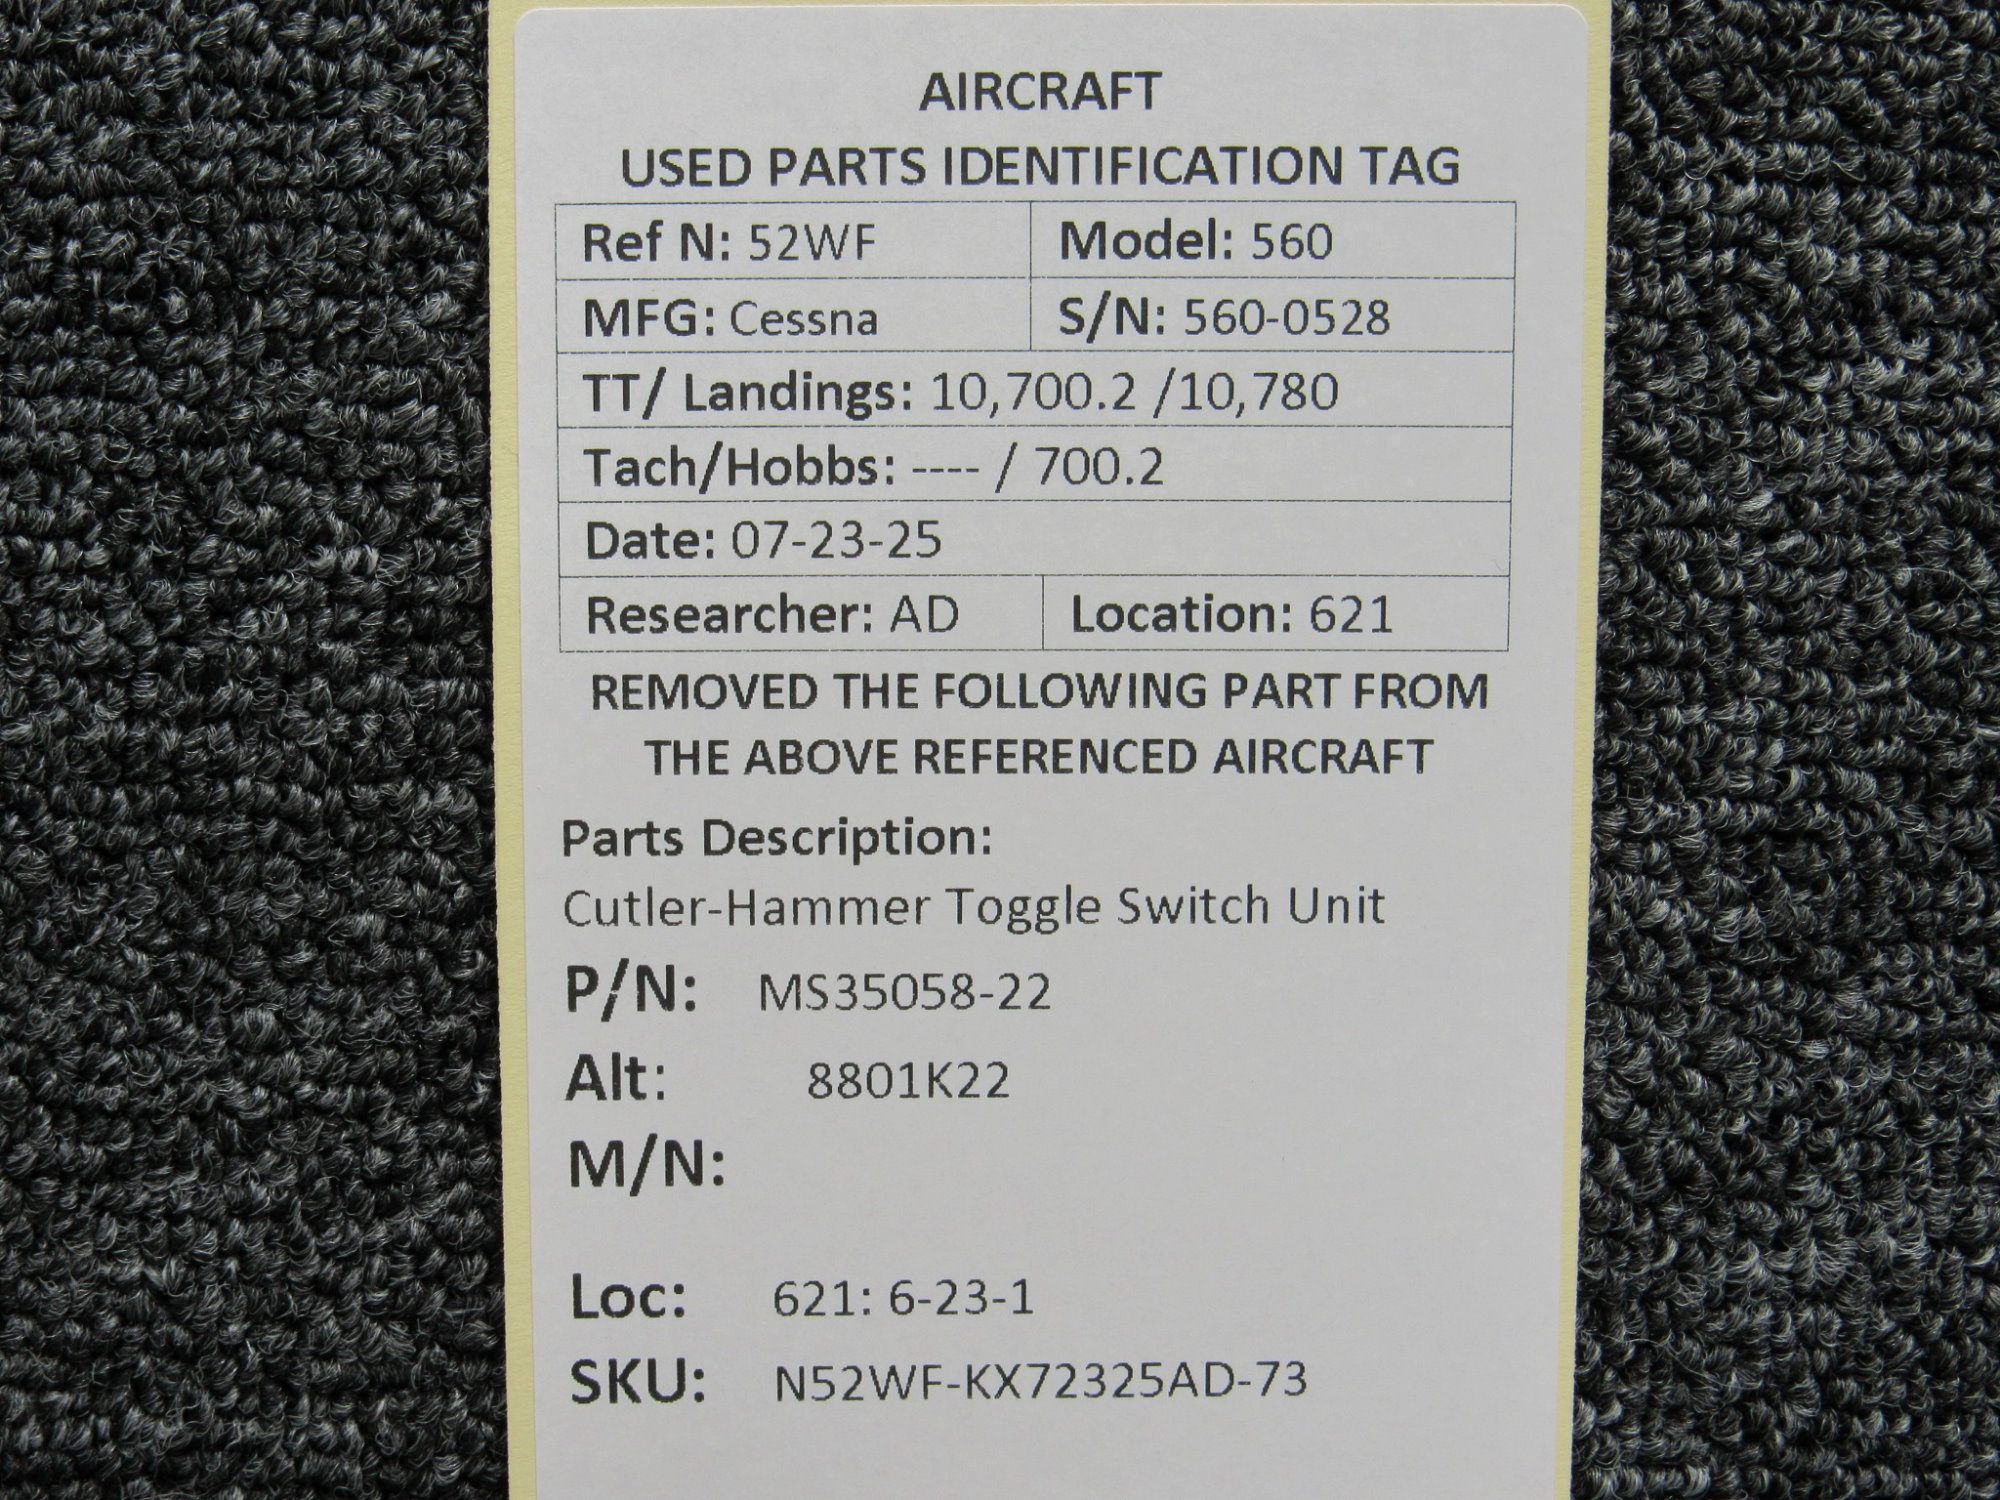 AIRCRAFT
USED PARTS IDENTIFICATION TAG
Ref N: 52WF Model: 560
MFG: Cessna S/N: 560-0528
TT/ Landings: 10,700.2 /10,780
Tach/Hobbs: ---- / 700.2
Date: 07-23-25
Researcher: AD Location: 621
REMOVED THE FOLLOWING PART FROM
THE ABOVE REFERENCED AIRCRAFT
Parts Description:
Cutler-Hammer Toggle Switch Unit
P/N: MS35058-22
Alt: 8801K22
M/N:
Loc: 621: 6-23-1
SKU: N52WF-KX72325AD-73